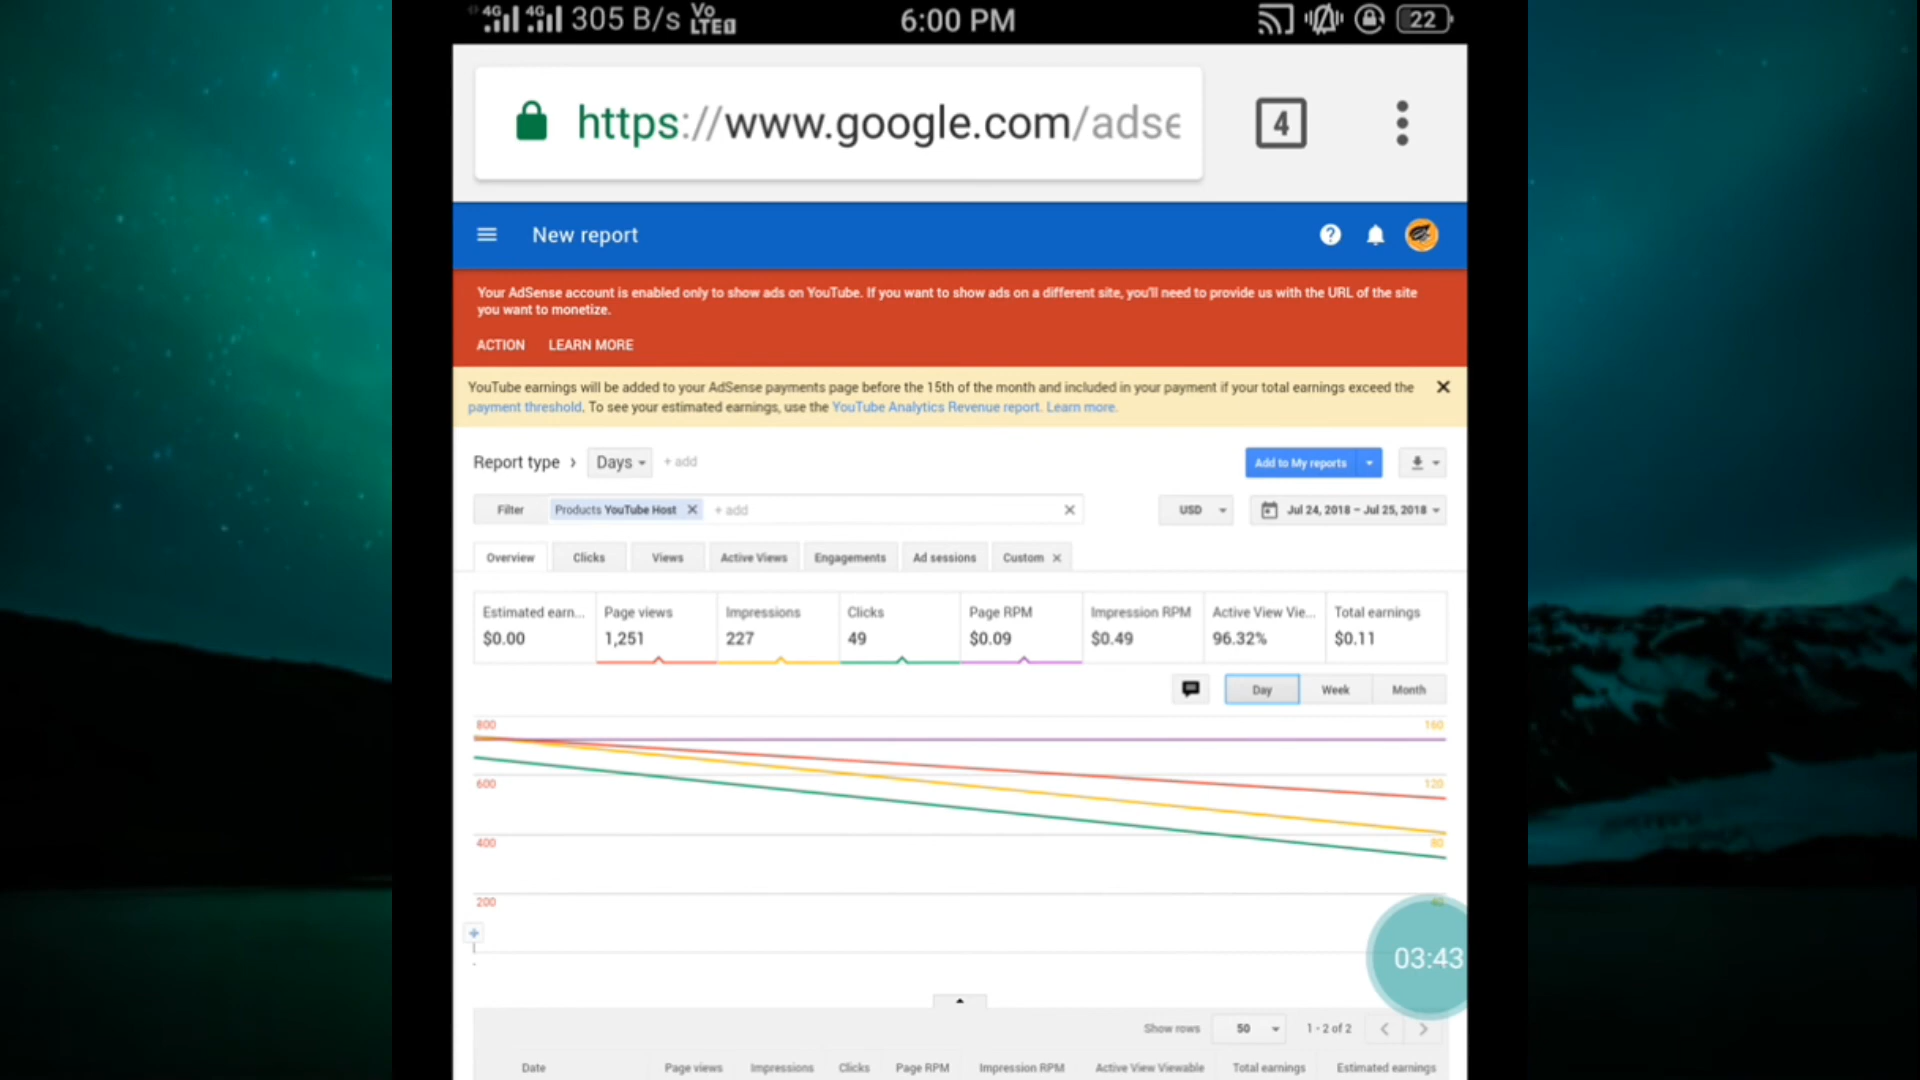 4G 4G 305 B/s VoLTE 6:00 PM 22
https://www.google.com/adse 4
New report
Your AdSense account is enabled only to show ads on YouTube. If you want to show ads on a different site, you'll need to provide us with the URL of the site
you want to monetize.
ACTION LEARN MORE
YouTube earnings will be added to your AdSense payments page before the 15th of the month and included in your payment if your total earnings exceed the
payment threshold. To see your estimated earnings, use the YouTube Analytics Revenue report. Learn more.
Report type Days + add Add to My reports
Filter Products YouTube Host + add USD Jul 24, 2018 – Jul 25, 2018
Overview Clicks Views Active Views Engagements Ad sessions Custom
Estimated earn... Page views Impressions Clicks Page RPM Impression RPM Active View Vie... Total earnings
$0.00 1,251 227 49 $0.09 $0.49 96.32% $0.11
Day Week Month
800 160
600 120
400 80
200 40
03:43
Show rows 50 1 - 2 of 2
Date Page views Impressions Clicks Page RPM Impression RPM Active View Viewable Total earnings Estimated earnings